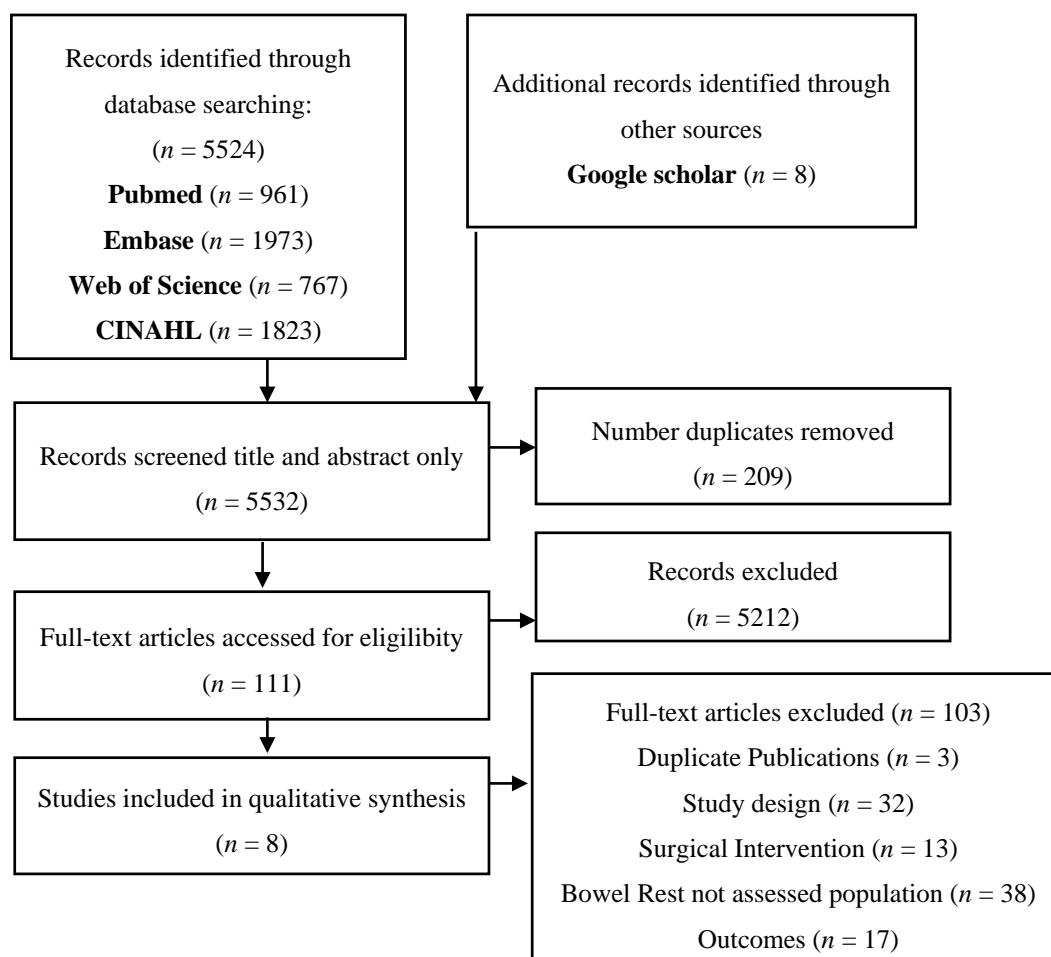 Records identified through
database searching:
(n = 5524)
Pubmed (n = 961)
Embase (n = 1973)
Web of Science (n = 767)
CINAHL (n = 1823)
Additional records identified through
other sources
Google scholar (n = 8)
Records screened title and abstract only
(n = 5532)
Number duplicates removed
(n = 209)
Records excluded
(n = 5212)
Full-text articles accessed for eligilibity
(n = 111)
Full-text articles excluded (n = 103)
Duplicate Publications (n = 3)
Study design (n = 32)
Surgical Intervention (n = 13)
Bowel Rest not assessed population (n = 38)
Outcomes (n = 17)
Studies included in qualitative synthesis
(n = 8)